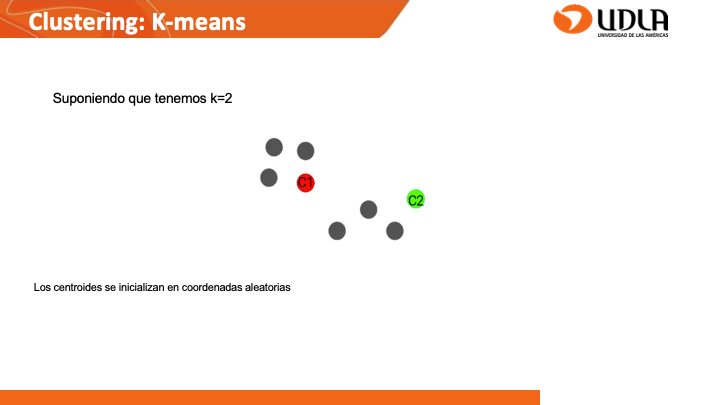 Clustering: K-means
UDLA
UNIVERSIDAD DE LAS AMÉRICAS
Suponiendo que tenemos k=2
C1
C2
Los centroides se inicializan en coordenadas aleatorias